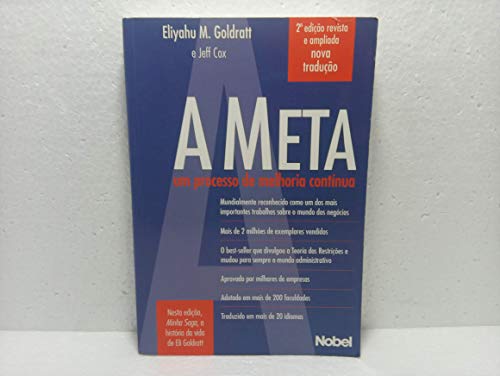 Eliyahu M. Goldratt
e Jeff Cox
2ª edição revista
e ampliada
nova
tradução
A META
um processo de melhoria contínua
Mundialmente reconhecido como um dos mais
importantes trabalhos sobre o mundo dos negócios
Mais de 2 milhões de exemplares vendidos
O best-seller que divulgou a Teoria das Restrições e
mudou para sempre o mundo administrativo
Aprovado por milhares de empresas
Adotado em mais de 200 faculdades
Traduzido em mais de 20 idiomas
Nesta edição,
Minha Saga, a
história da vida
de Eli Goldratt
Nobel